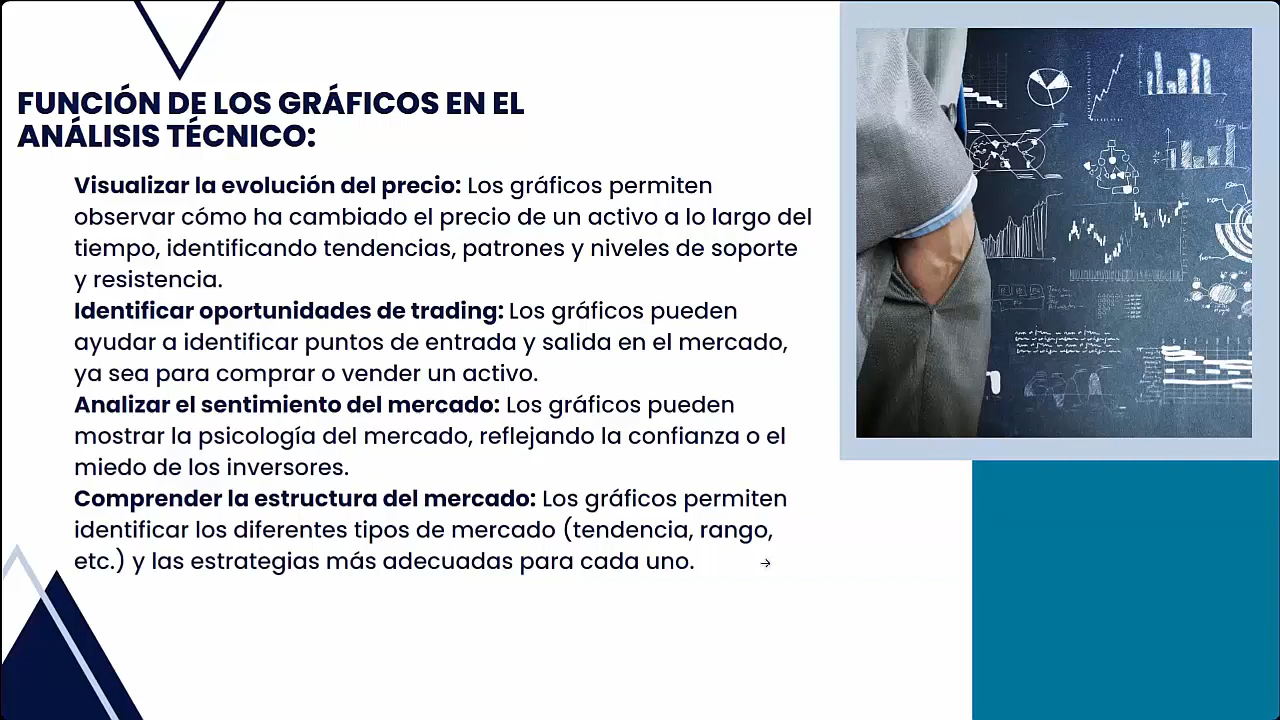 FUNCIÓN DE LOS GRÁFICOS EN EL
ANÁLISIS TÉCNICO:
Visualizar la evolución del precio: Los gráficos permiten
observar cómo ha cambiado el precio de un activo a lo largo del
tiempo, identificando tendencias, patrones y niveles de soporte
y resistencia.
Identificar oportunidades de trading: Los gráficos pueden
ayudar a identificar puntos de entrada y salida en el mercado,
ya sea para comprar o vender un activo.
Analizar el sentimiento del mercado: Los gráficos pueden
mostrar la psicología del mercado, reflejando la confianza o el
miedo de los inversores.
Comprender la estructura del mercado: Los gráficos permiten
identificar los diferentes tipos de mercado (tendencia, rango,
etc.) y las estrategias más adecuadas para cada uno.